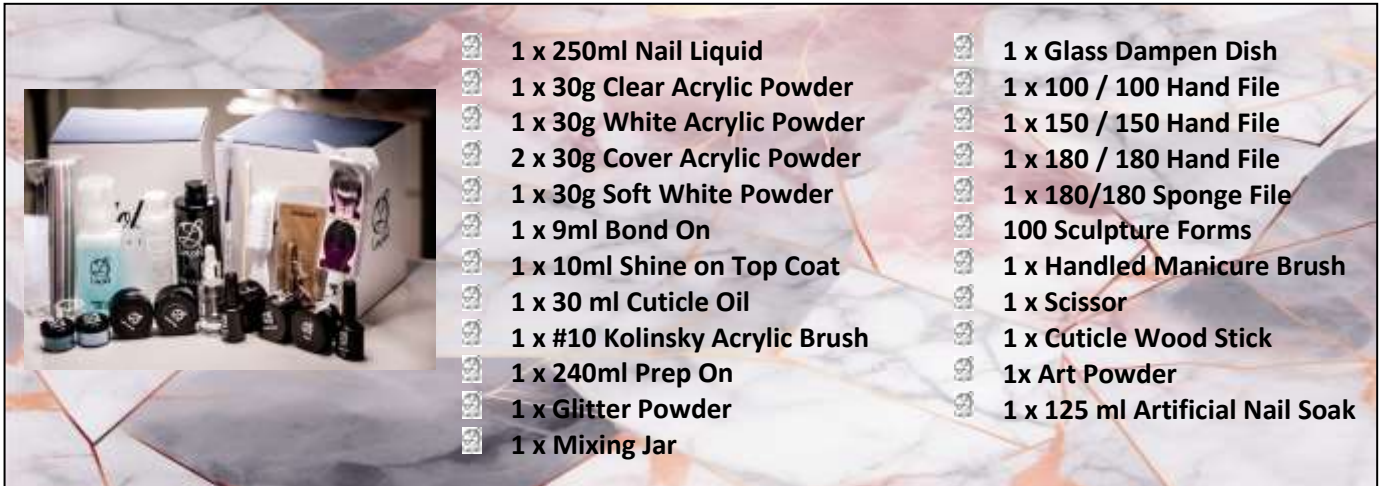 1 x 250ml Nail Liquid
1 x 30g Clear Acrylic Powder
1 x 30g White Acrylic Powder
2 x 30g Cover Acrylic Powder
1 x 30g Soft White Powder
1 x 9ml Bond On
1 x 10ml Shine on Top Coat
1 x 30 ml Cuticle Oil
1 x #10 Kolinsky Acrylic Brush
1 x 240ml Prep On
1 x Glitter Powder
1 x Mixing Jar
1 x Glass Dampen Dish
1 x 100 / 100 Hand File
1 x 150 / 150 Hand File
1 x 180 / 180 Hand File
1 x 180/180 Sponge File
100 Sculpture Forms
1 x Handled Manicure Brush
1 x Scissor
1 x Cuticle Wood Stick
1x Art Powder
1 x 125 ml Artificial Nail Soak